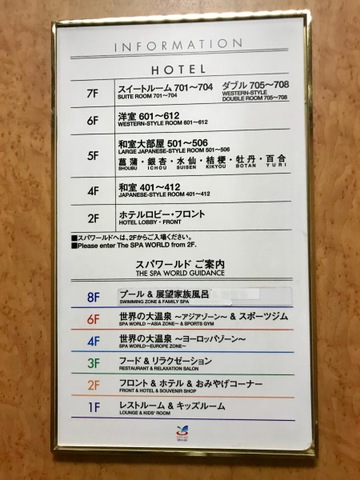 INFORMATION
HOTEL
7F スイートルーム 701〜704 ダブル 705〜708
SUITE ROOM 701〜704 WESTERN-STYLE
DOUBLE ROOM 705〜708
6F 洋室 601〜612
WESTERN-STYLE ROOM 601〜612
5F 和室大部屋 501〜506
LARGE JAPANESE-STYLE ROOM 501〜506
菖蒲・銀杏・水仙・桔梗・牡丹・百合
SHOUBU ICHOU SUISEN KIKYOU BOTAN YURI
4F 和室 401〜412
JAPANESE-STYLE ROOM 401〜412
2F ホテルロビー・フロント
HOTEL LOBBY・FRONT
■スパワールドへは、2Fからご入場ください。
■Please enter The SPA WORLD from 2F.
スパワールド ご案内
THE SPA WORLD GUIDANCE
8F プール & 展望家族風呂
SWIMMING ZONE & FAMILY SPA
6F 世界の大温泉 〜アジアゾーン〜 & スポーツジム
SPA WORLD 〜ASIA ZONE〜 & SPORTS GYM
4F 世界の大温泉 〜ヨーロッパゾーン〜
SPA WORLD 〜EUROPE ZONE〜
3F フード & リラクゼーション
RESTAURANT & RELAXATION SALON
2F フロント & ホテル & おみやげコーナー
FRONT & HOTEL & SOUVENIR SHOP
1F レストルーム & キッズルーム
LOUNGE & KIDS' ROOM